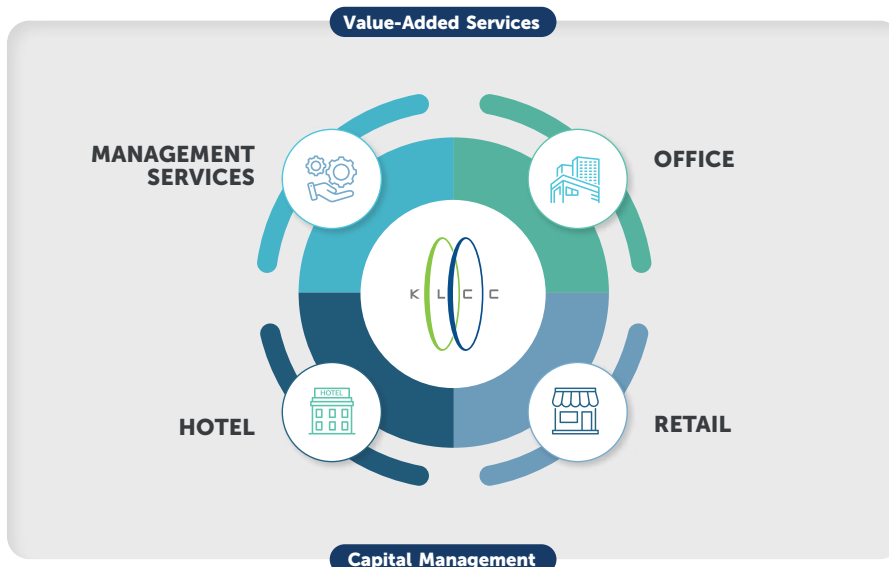 Value-Added Services
MANAGEMENT
SERVICES
OFFICE
K L C C
HOTEL
HOTEL
RETAIL
Capital Management